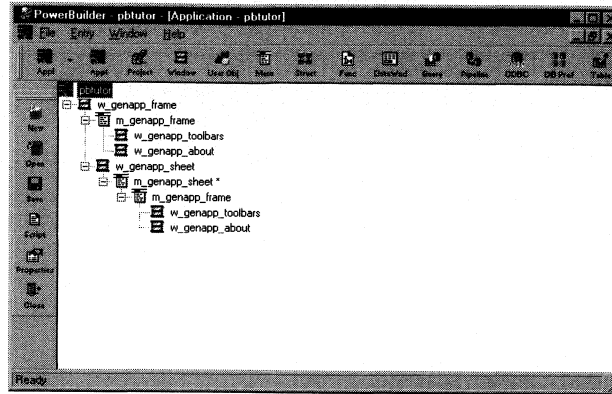 PowerBuilder - pbtutor - [Application - pbtutor]
File Entry Window Help
Appl Appl Project Window User Obj Menu Struct Func DataWnd Query Pipeline ODBC DB Prof Table
pbtutor
w_genapp_frame
m_genapp_frame
w_genapp_toolbars
w_genapp_about
w_genapp_sheet
m_genapp_sheet *
m_genapp_frame
w_genapp_toolbars
w_genapp_about
New
Open
Save
Script
Properties
Close
Ready